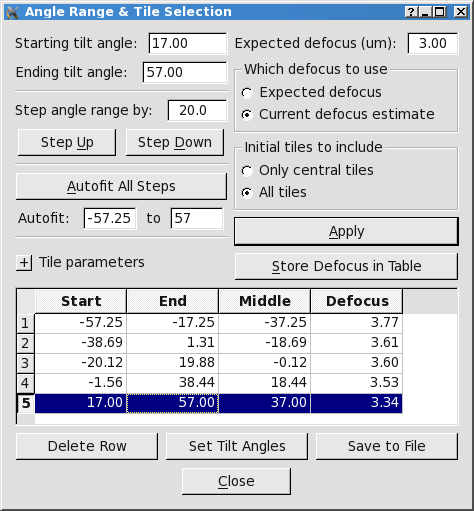 Angle Range & Tile Selection
Starting tilt angle: 17.00 Expected defocus (um): 3.00
Ending tilt angle: 57.00
Which defocus to use
Expected defocus
Current defocus estimate
Step angle range by: 20.0
Step Up Step Down
Initial tiles to include
Only central tiles
All tiles
Autofit All Steps
Autofit: -57.25 to 57
Apply
+ Tile parameters
Store Defocus in Table
Start End Middle Defocus
1 -57.25 -17.25 -37.25 3.77
2 -38.69 1.31 -18.69 3.61
3 -20.12 19.88 -0.12 3.60
4 -1.56 38.44 18.44 3.53
5 17.00 57.00 37.00 3.34
Delete Row Set Tilt Angles Save to File
Close